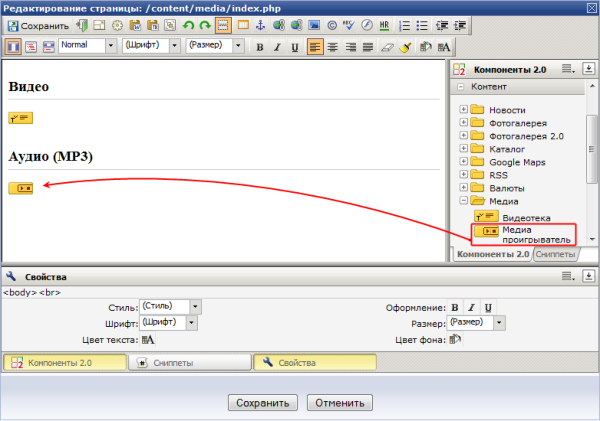 Редактирование страницы: /content/media/index.php
Сохранить
HR
Normal
(Шрифт)
(Размер)
B I U
A
Видео
Аудио (MP3)
Компоненты 2.0
Контент
Новости
Фотогалерея
Фотогалерея 2.0
Каталог
Google Maps
RSS
Валюты
Медиа
Видеотека
Медиа
проигрыватель
Компоненты 2.0 Сниппеты
Свойства
<body> <br>
Стиль: (Стиль)
Оформление: B I U
Шрифт: (Шрифт)
Размер: (Размер)
Цвет текста: A
Цвет фона:
Компоненты 2.0 Сниппеты Свойства
Сохранить Отменить